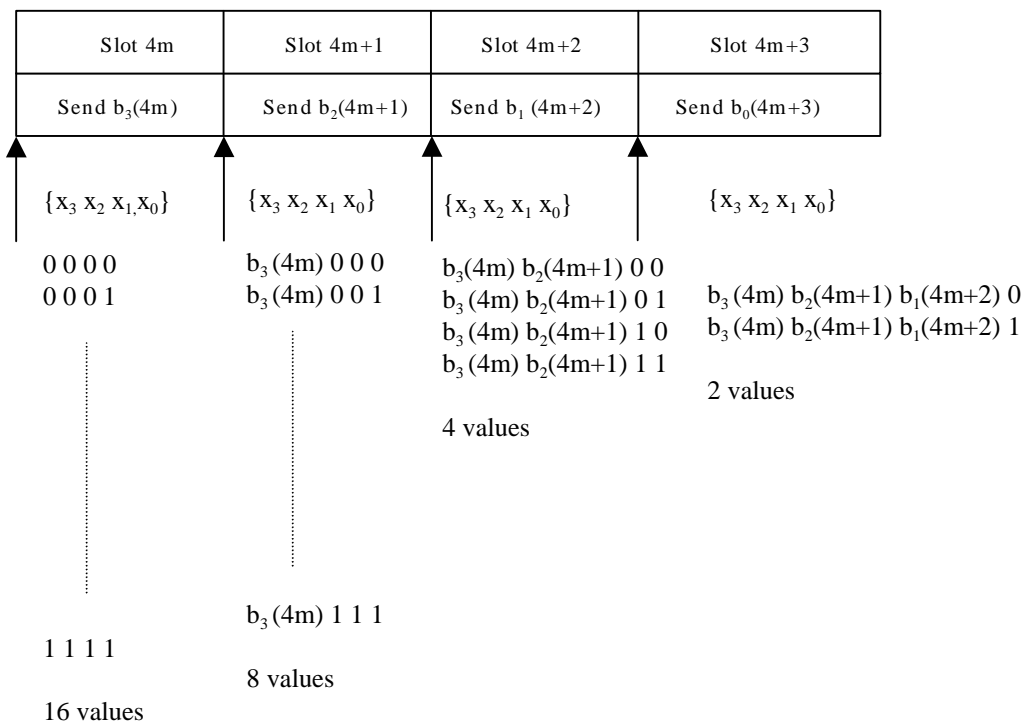 Slot 4m
Slot 4m+1
Slot 4m+2
Slot 4m+3
Send b₃(4m)
Send b₂(4m+1)
Send b₁ (4m+2)
Send b₀(4m+3)
{x₃ x₂ x₁,x₀}
{x₃ x₂ x₁ x₀}
{x₃ x₂ x₁ x₀}
{x₃ x₂ x₁ x₀}
0 0 0 0
0 0 0 1
1 1 1 1
16 values
b₃(4m) 0 0 0
b₃(4m) 0 0 1
b₃(4m) 1 1 1
8 values
b₃(4m) b₂(4m+1) 0 0
b₃(4m) b₂(4m+1) 0 1
b₃(4m) b₂(4m+1) 1 0
b₃(4m) b₂(4m+1) 1 1
4 values
b₃(4m) b₂(4m+1) b₁(4m+2) 0
b₃(4m) b₂(4m+1) b₁(4m+2) 1
2 values